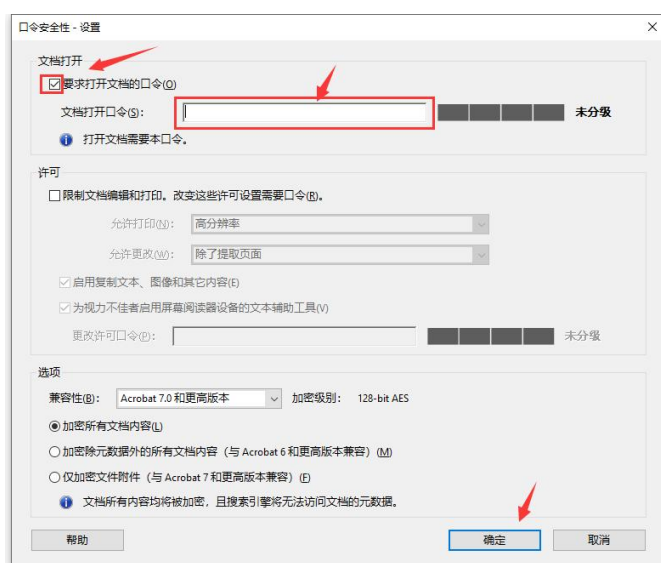 口令安全性 - 设置
文档打开
要求打开文档的口令(O)
文档打开口令(S):
未分级
打开文档需要本口令。
许可
限制文档编辑和打印。改变这些许可设置需要口令(R)。
允许打印(N): 高分辨率
允许更改(W): 除了提取页面
启用复制文本、图像和其它内容(E)
为视力不佳者启用屏幕阅读器设备的文本辅助工具(V)
更改许可口令(P):
未分级
选项
兼容性(B): Acrobat 7.0 和更高版本 加密级别: 128-bit AES
加密所有文档内容(L)
加密除元数据外的所有文档内容（与 Acrobat 6 和更高版本兼容）(M)
仅加密文件附件（与 Acrobat 7 和更高版本兼容）(F)
文档所有内容均将被加密，且搜索引擎将无法访问文档的元数据。
帮助 确定 取消